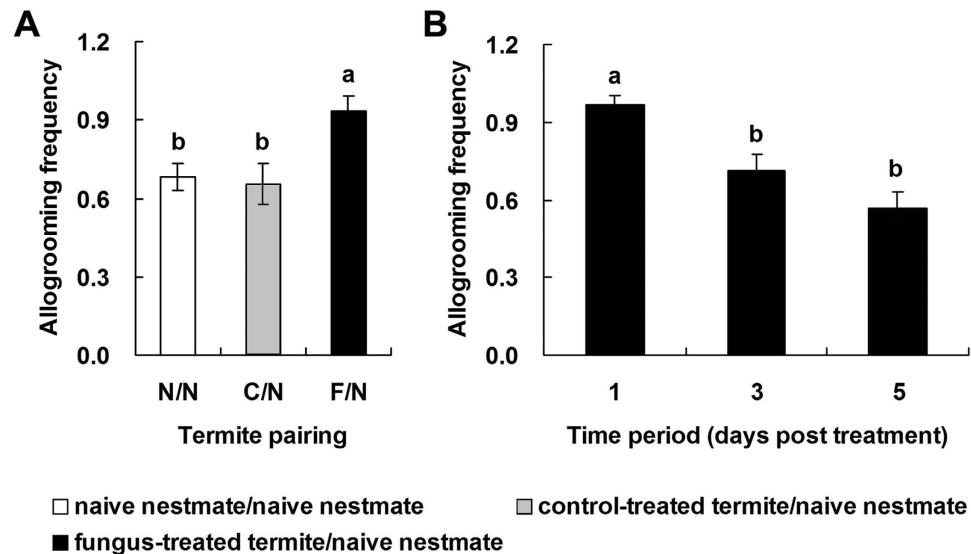 A
Allogrooming frequency
1.2
0.9
0.6
0.3
0.0
b
b
a
N/N C/N F/N
Termite pairing
B
Allogrooming frequency
1.2
0.9
0.6
0.3
0.0
a
b
b
1 3 5
Time period (days post treatment)
naive nestmate/naive nestmate
control-treated termite/naive nestmate
fungus-treated termite/naive nestmate